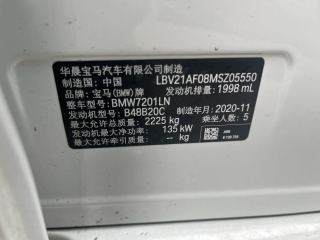 华晨宝马汽车有限公司制造
中国 LBV21AF08MSZ05550
品牌：宝马(BMW)牌 发动机排量：1998 mL
整车型号：BMW7201LN
发动机型号：B48B20C 制造年月：2020-11
最大允许总质量：2225 kg 乘坐人数：5
发动机最大净功率：135 kW
最大允许牵引质量：-- kg